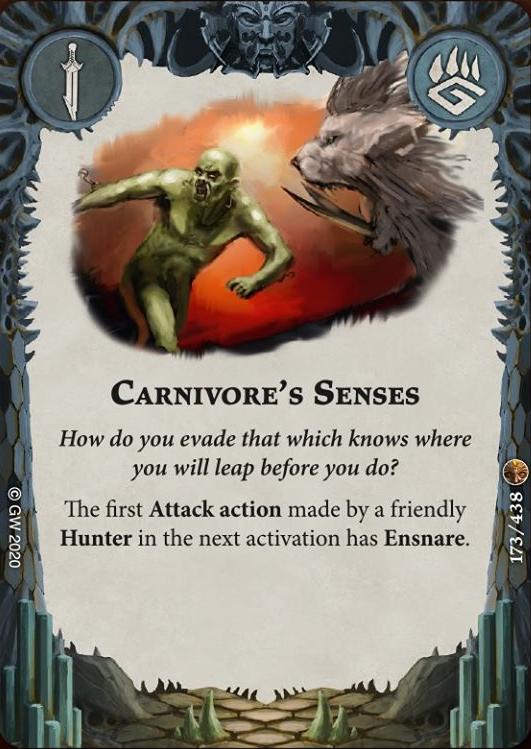 CARNIVORE'S SENSES
How do you evade that which knows where
you will leap before you do?
The first Attack action made by a friendly
Hunter in the next activation has Ensnare.
© GW 2020
173/438